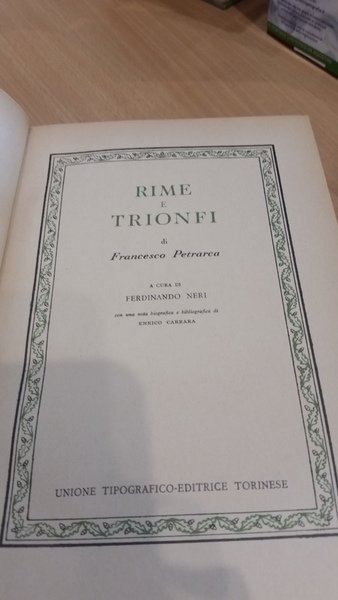 RIME
E
TRIONFI
di
Francesco Petrarca
A CURA DI
FERDINANDO NERI
con una nota biografica e bibliografica di
ENRICO CARRARA
UNIONE TIPOGRAFICO-EDITRICE TORINESE